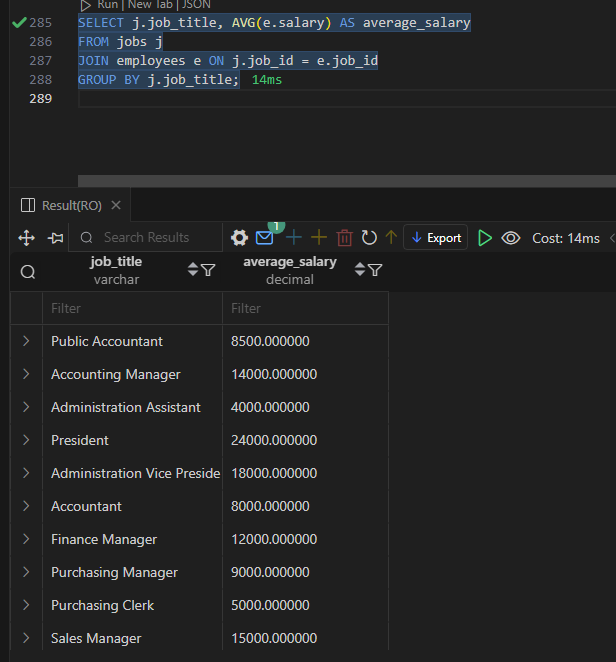 Run | New Tab | JSON
285 SELECT j.job_title, AVG(e.salary) AS average_salary
286 FROM jobs j
287 JOIN employees e ON j.job_id = e.job_id
288 GROUP BY j.job_title; 14ms
289
Result(RO)
Search Results 1 Export Cost: 14ms
job_title average_salary
varchar decimal
Filter Filter
Public Accountant 8500.000000
Accounting Manager 14000.000000
Administration Assistant 4000.000000
President 24000.000000
Administration Vice Preside 18000.000000
Accountant 8000.000000
Finance Manager 12000.000000
Purchasing Manager 9000.000000
Purchasing Clerk 5000.000000
Sales Manager 15000.000000